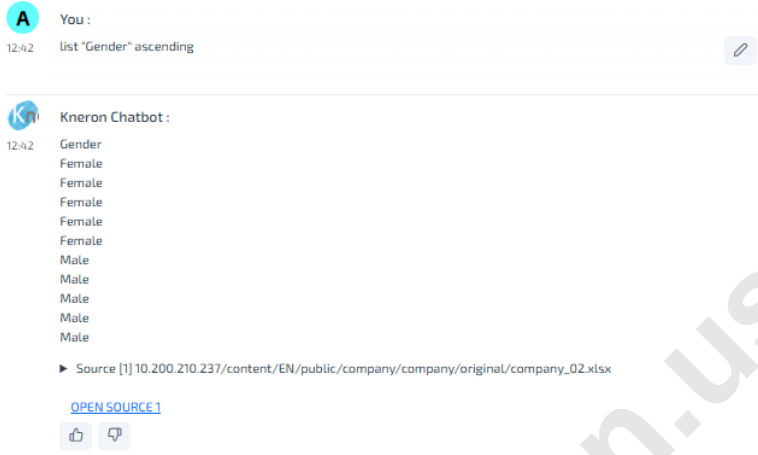 A
You :
12:42
list "Gender" ascending
Kn
Kneron Chatbot :
12:42
Gender
Female
Female
Female
Female
Female
Male
Male
Male
Male
Male
▶ Source [1] 10.200.210.237/content/EN/public/company/company/original/company_02.xlsx
OPEN SOURCE 1
n.us